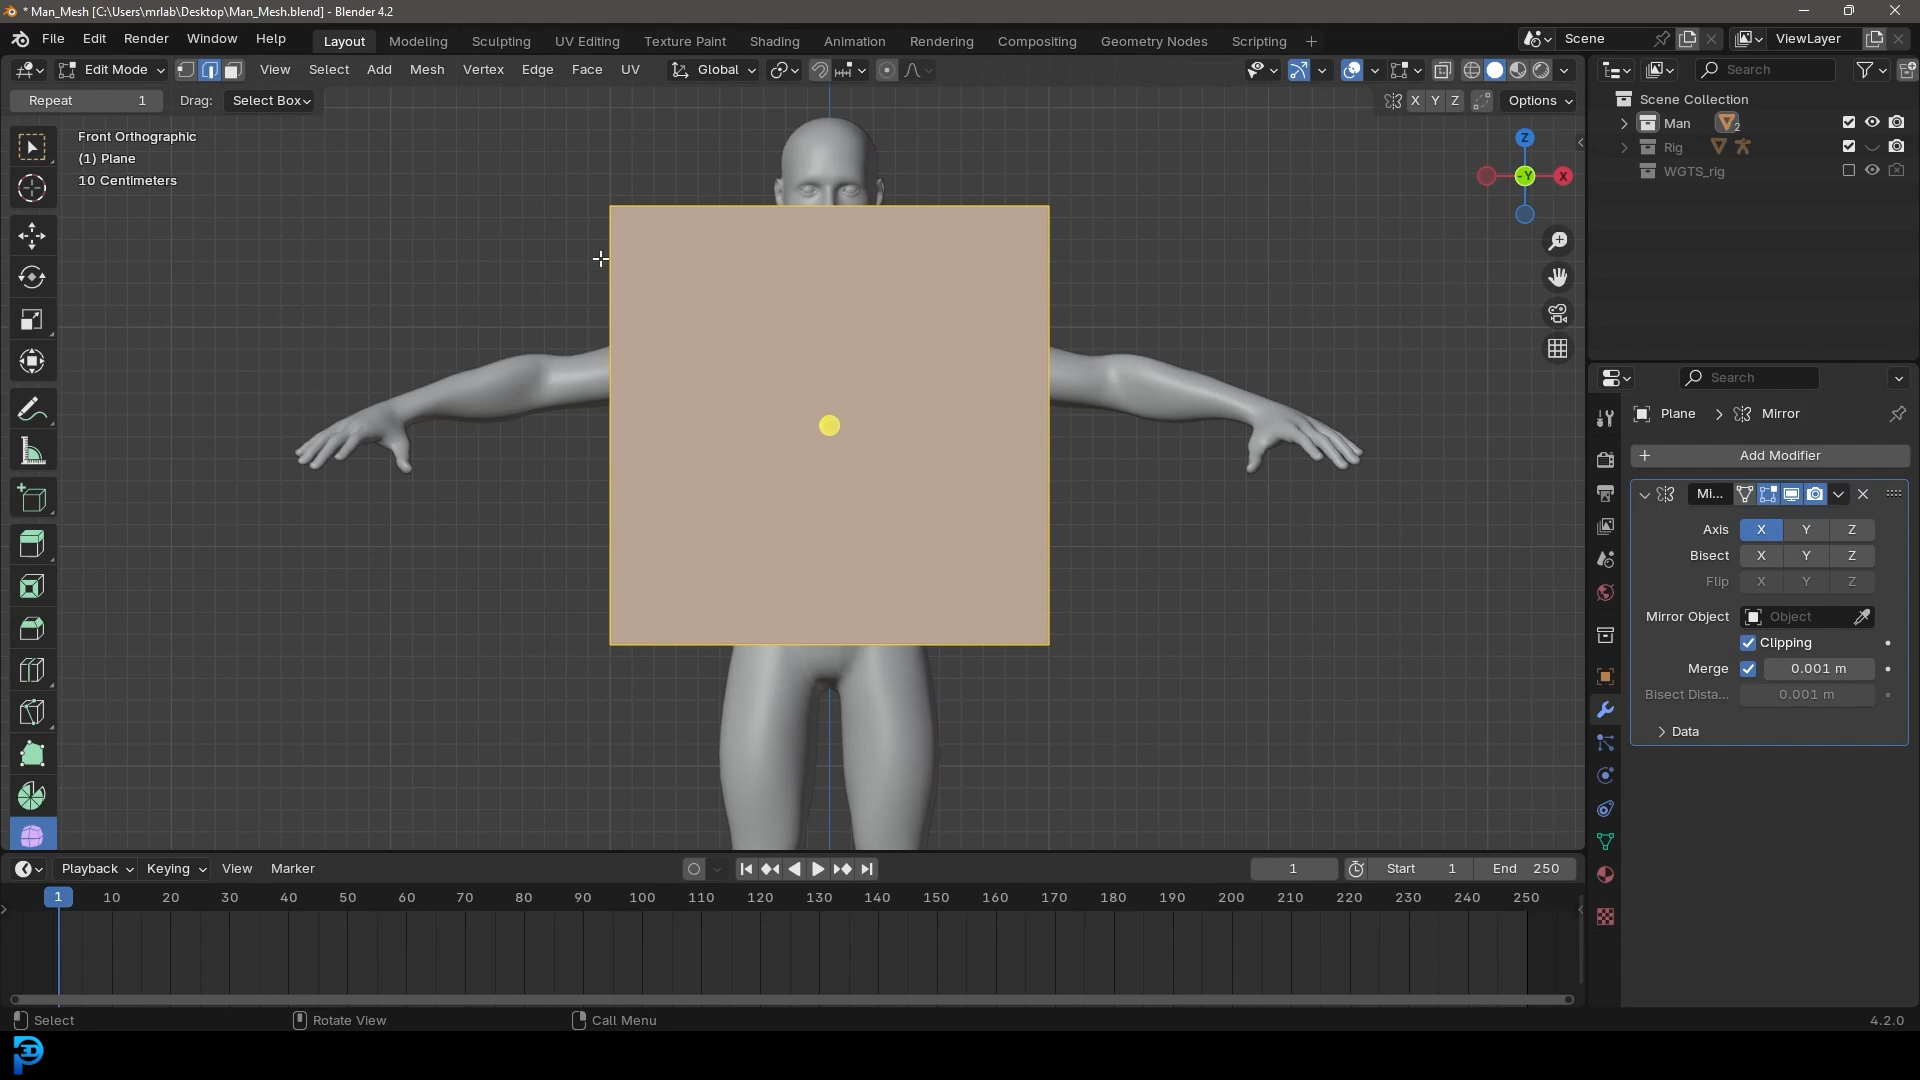 * Man_Mesh [C:\Users\mrlab\Desktop\Man_Mesh.blend] - Blender 4.2
File Edit Render Window Help Layout Modeling Sculpting UV Editing Texture Paint Shading Animation Rendering Compositing Geometry Nodes Scripting + Scene ViewLayer
Edit Mode View Select Add Mesh Vertex Edge Face UV Global Search
Repeat 1 Drag: Select Box X Y Z Options
Scene Collection
Man 2
Rig
WGTS_rig
Front Orthographic
(1) Plane
10 Centimeters
Z
-Y X
Search
Plane > Mirror
+ Add Modifier
Mi...
Axis X Y Z
Bisect X Y Z
Flip X Y Z
Mirror Object Object
Clipping
Merge 0.001 m
Bisect Dista... 0.001 m
Data
Playback Keying View Marker 1 Start 1 End 250
1 10 20 30 40 50 60 70 80 90 100 110 120 130 140 150 160 170 180 190 200 210 220 230 240 250
Select Rotate View Call Menu 4.2.0